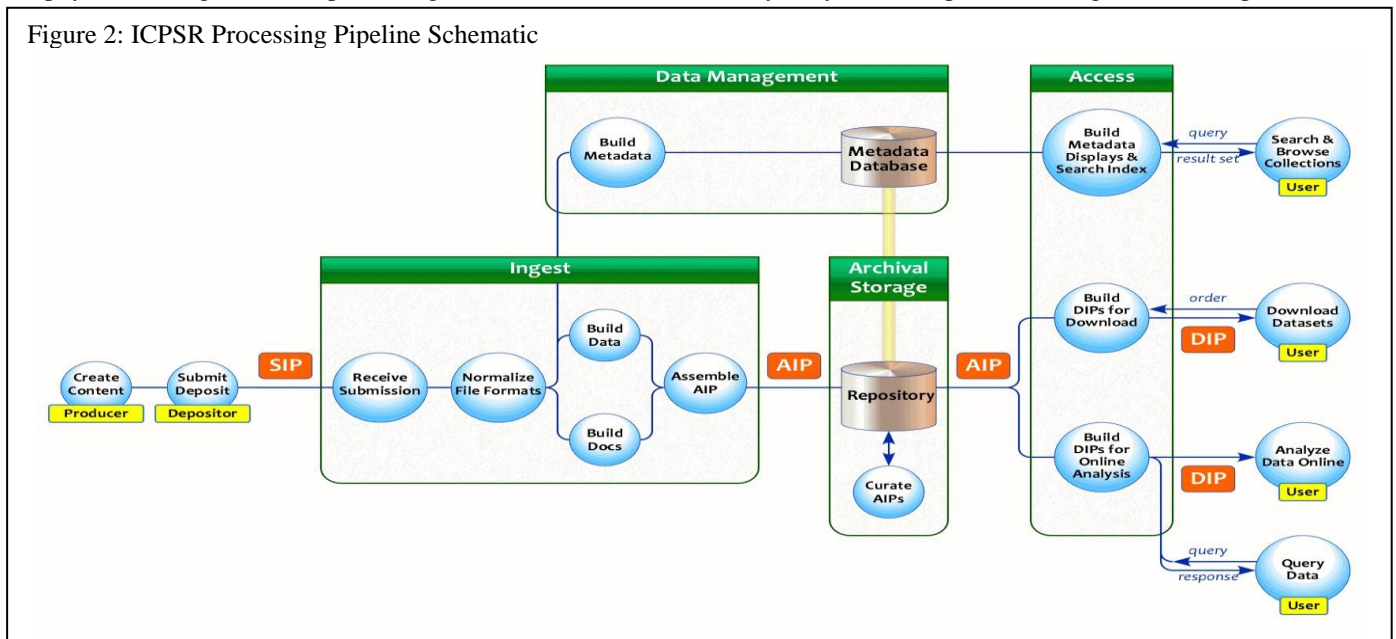 Figure 2: ICPSR Processing Pipeline Schematic
Data Management
Access
Build
Metadata
Metadata
Database
Build
Metadata
Displays &
Search Index
query
result set
Search &
Browse
Collections
User
Ingest
Archival
Storage
Create
Content
Producer
Submit
Deposit
Depositor
SIP
Receive
Submission
Normalize
File Formats
Build
Data
Build
Docs
Assemble
AIP
AIP
Repository
Curate
AIPs
AIP
Build
DIPs for
Download
order
DIP
Download
Datasets
User
Build
DIPs for
Online
Analysis
DIP
Analyze
Data Online
User
query
response
Query
Data
User